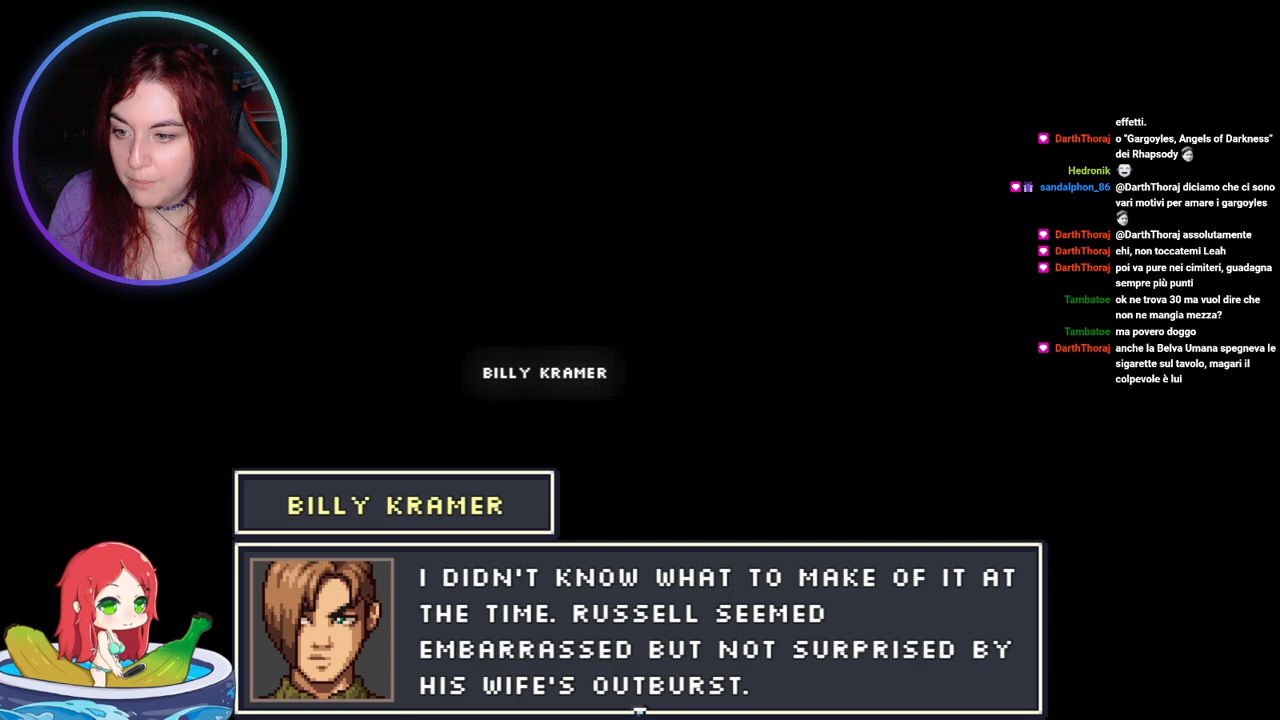 effetti.
DarthThoraj o "Gargoyles, Angels of Darkness"
dei Rhapsody
Hedronik
sandalphon_86 @DarthThoraj diciamo che ci sono
vari motivi per amare i gargoyles
DarthThoraj @DarthThoraj assolutamente
DarthThoraj ehi, non toccatemi Leah
DarthThoraj poi va pure nei cimiteri, guadagna
sempre più punti
Tambatoe ok ne trova 30 ma vuol dire che
non ne mangia mezza?
Tambatoe ma povero doggo
DarthThoraj anche la Belva Umana spegneva le
sigarette sul tavolo, magari il
colpevole è lui
BILLY KRAMER
BILLY KRAMER
I DIDN'T KNOW WHAT TO MAKE OF IT AT
THE TIME. RUSSELL SEEMED
EMBARRASSED BUT NOT SURPRISED BY
HIS WIFE'S OUTBURST.